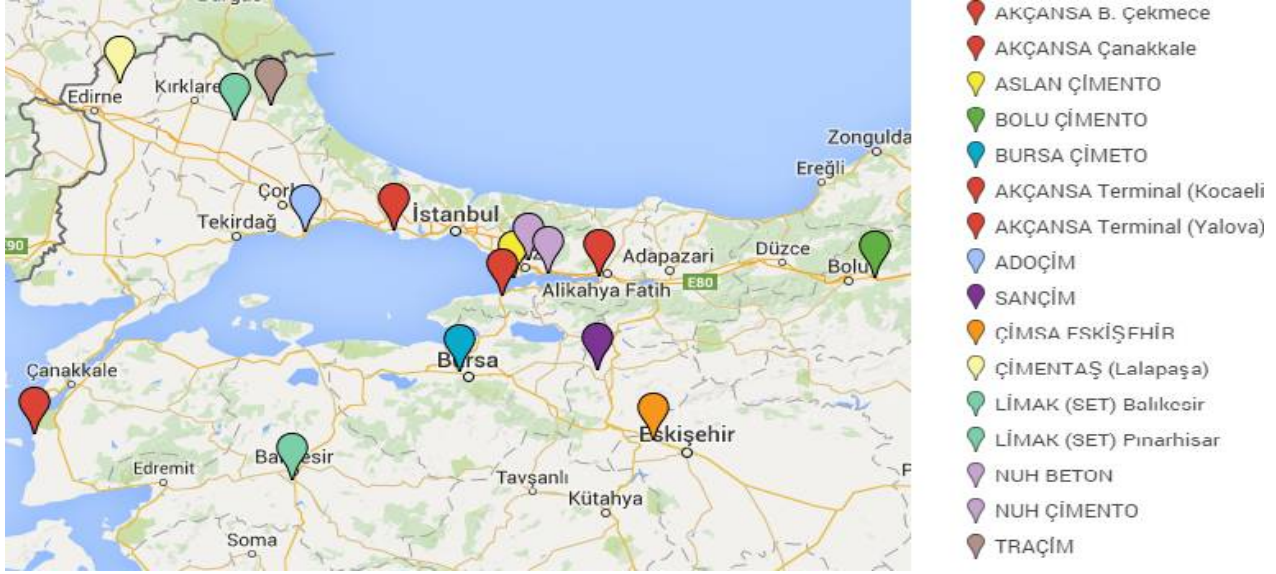 Edirne
Kırklare
Çorl
Tekirdağ
İstanbul
Zongulda
Ereğli
Adapazari
Düzce
Bolu
E80
Alikahya Fatih
90
Bursa
Çanakkale
Eskişehir
Edremit
Tavşanlı
Kütahya
Soma
AKÇANSA B. Çekmece
AKÇANSA Çanakkale
ASLAN ÇİMENTO
BOLU ÇİMENTO
BURSA ÇİMETO
AKÇANSA Terminal (Kocaeli
AKÇANSA Terminal (Yalova)
ADOÇİM
SANÇİM
ÇİMSA ESKİŞEHİR
ÇİMENTAŞ (Lalapaşa)
LİMAK (SET) Balıkesir
LİMAK (SET) Pınarhisar
NUH BETON
NUH ÇİMENTO
TRAÇİM